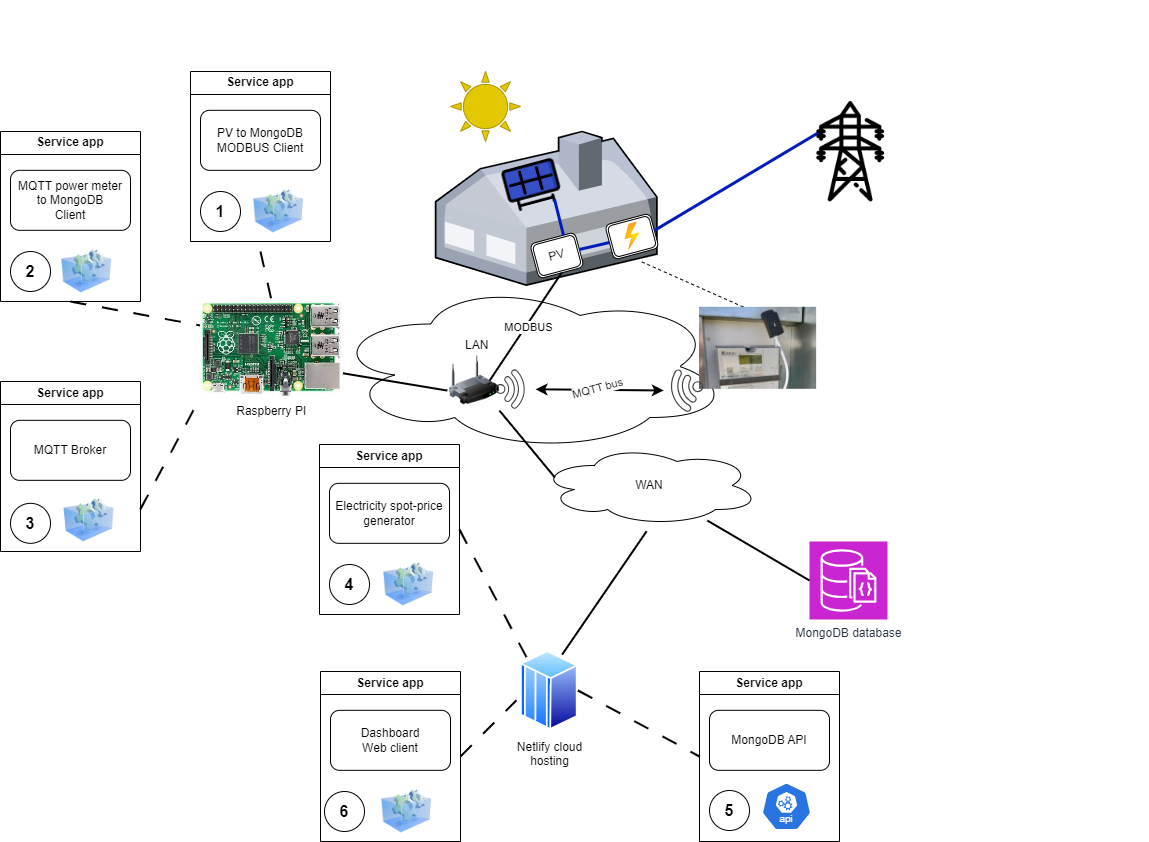 Service app
PV to MongoDB
MODBUS Client
1
Service app
MQTT power meter
to MongoDB
Client
2
PV
MODBUS
LAN
MQTT bus
Raspberry PI
Service app
MQTT Broker
3
Service app
Electricity spot-price
generator
4
WAN
MongoDB database
Service app
Dashboard
Web client
6
Netlify cloud
hosting
Service app
MongoDB API
5
api